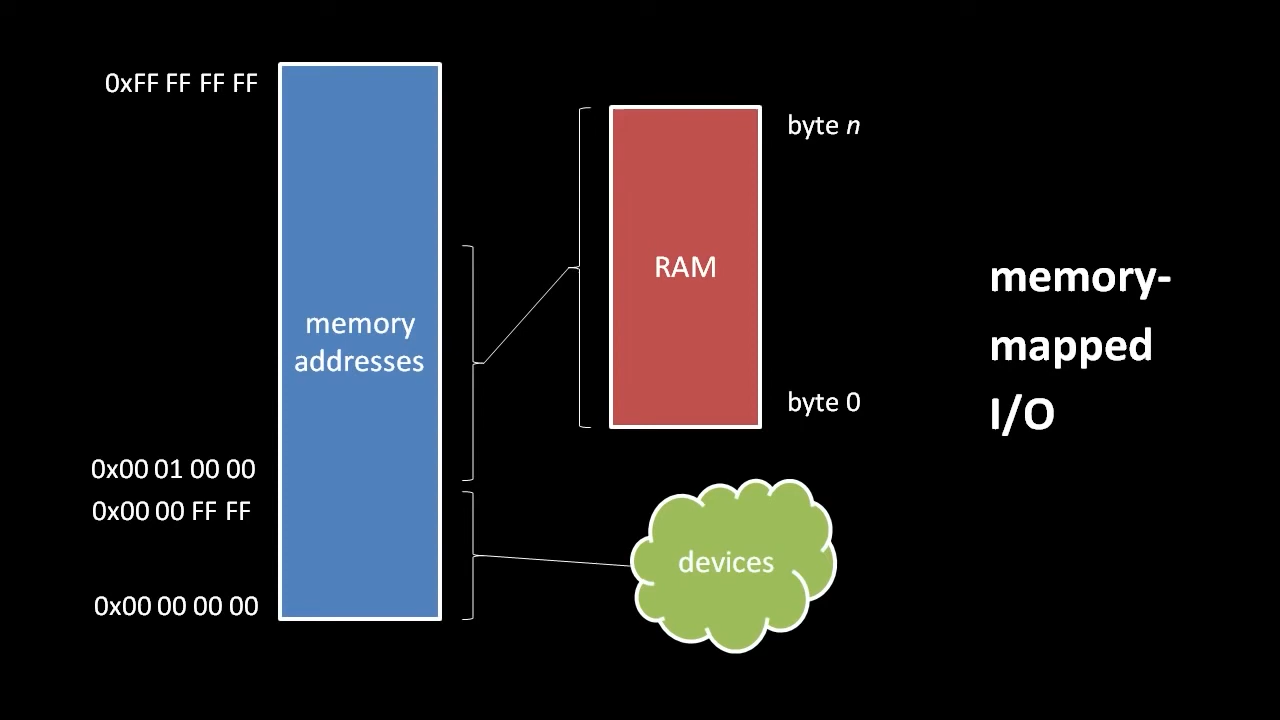 0xFF FF FF FF
memory
addresses
0x00 01 00 00
0x00 00 FF FF
0x00 00 00 00
RAM
byte n
byte 0
devices
memory-
mapped
I/O